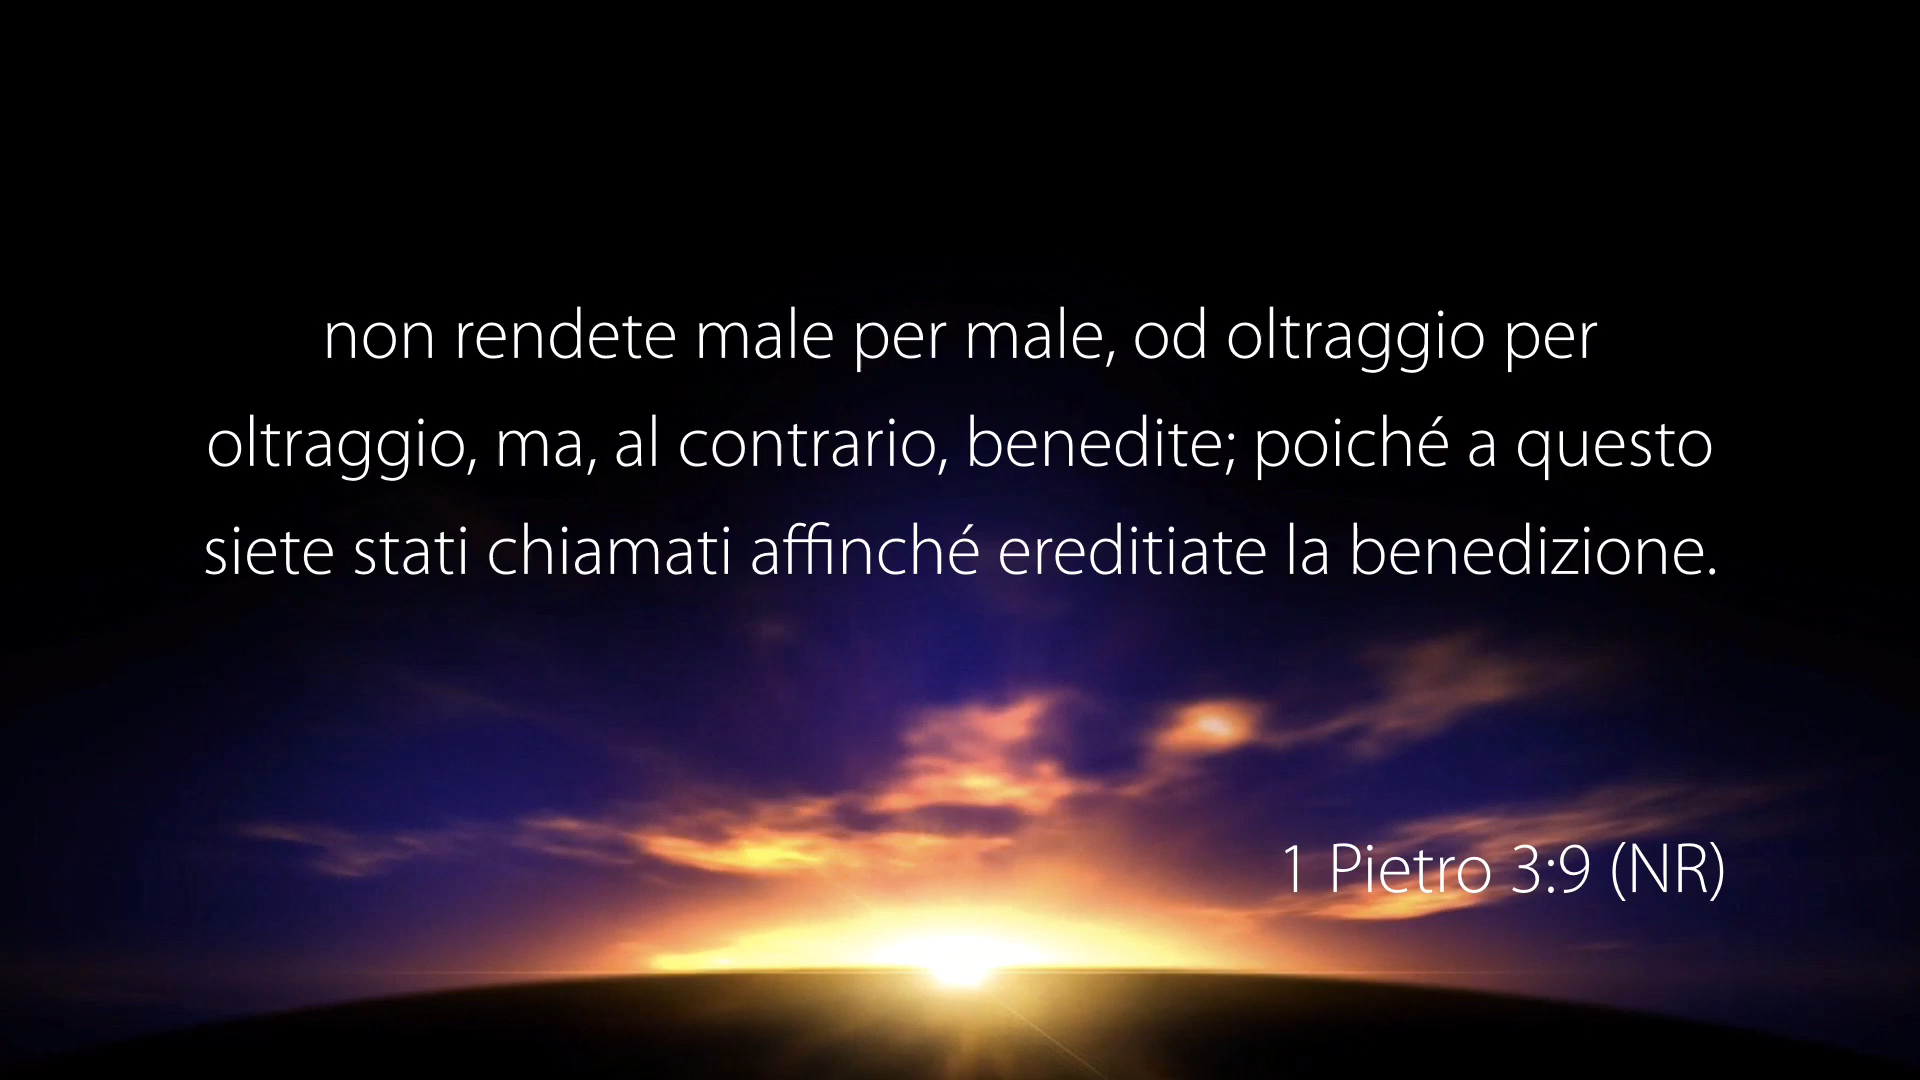 non rendete male per male, od oltraggio per
oltraggio, ma, al contrario, benedite; poiché a questo
siete stati chiamati affinché ereditiate la benedizione.
1 Pietro 3:9 (NR)